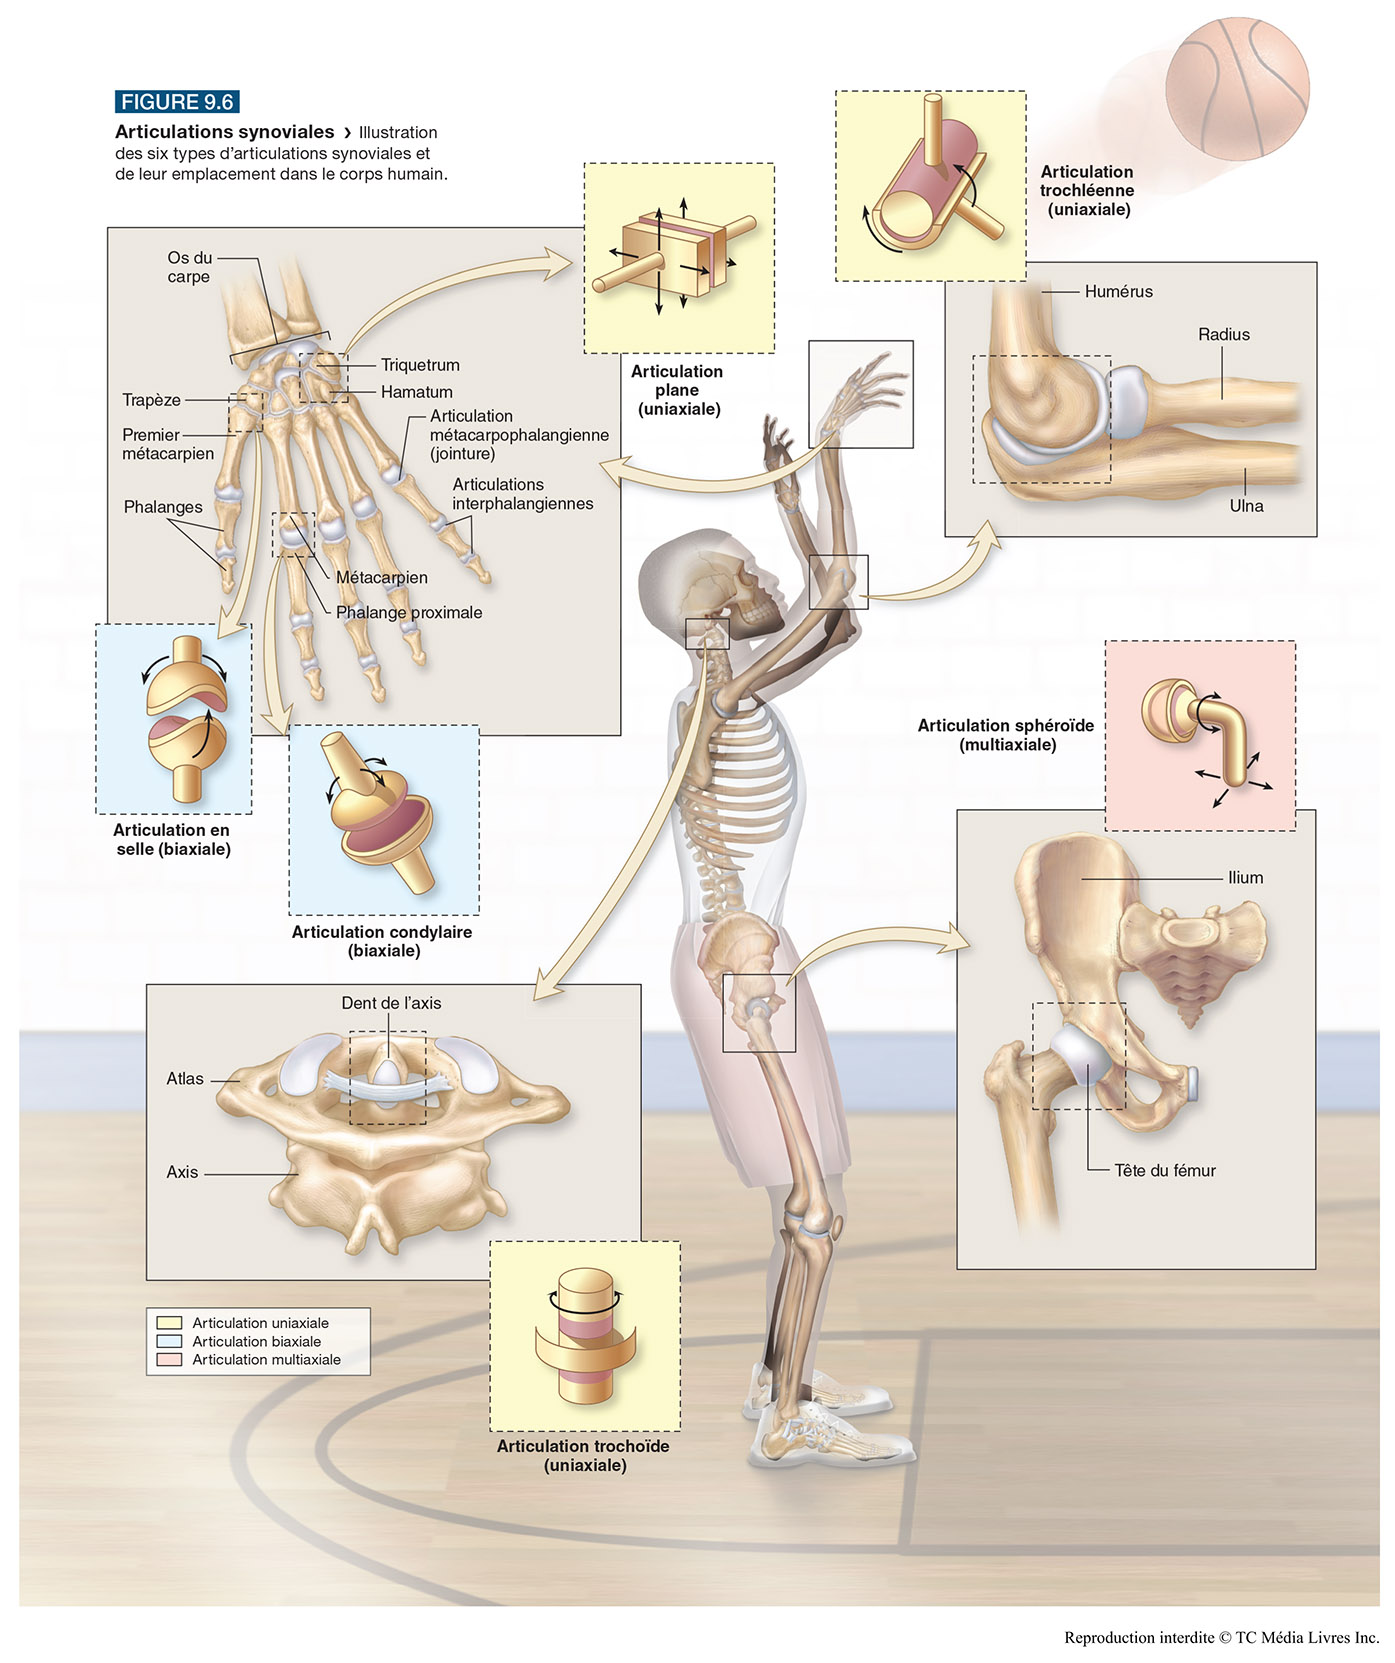 FIGURE 9.6
Articulations synoviales › Illustration
des six types d'articulations synoviales et
de leur emplacement dans le corps humain.
Articulation
trochléenne
(uniaxiale)
Os du
carpe
Triquetrum
Hamatum
Trapèze
Premier
métacarpien
Articulation
métacarpophalangienne
(jointure)
Articulations
interphalangiennes
Phalanges
Métacarpien
Phalange proximale
Articulation
plane
(uniaxiale)
Humérus
Radius
Ulna
Articulation en
selle (biaxiale)
Articulation condylaire
(biaxiale)
Articulation sphéroïde
(multiaxiale)
Ilium
Tête du fémur
Dent de l'axis
Atlas
Axis
Articulation uniaxiale
Articulation biaxiale
Articulation multiaxiale
Articulation trochoïde
(uniaxiale)
Reproduction interdite © TC Média Livres Inc.